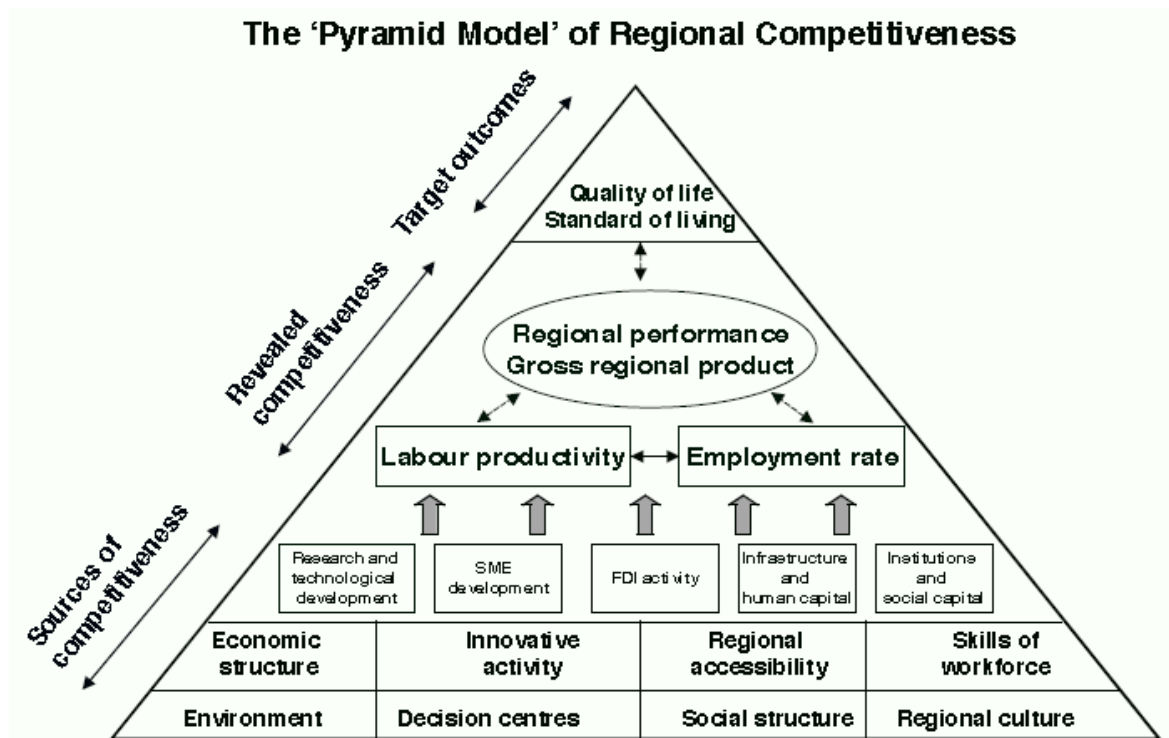 The ‘Pyramid Model’ of Regional Competitiveness
Target outcomes
Quality of life
Standard of living
Revealed
competitiveness
Regional performance
Gross regional product
Labour productivity
Employment rate
Sources of
competitiveness
Research and
technological
development
SME
development
FDI activity
Infrastructure
and
human capital
Institutions
and
social capital
Economic
structure
Innovative
activity
Regional
accessibility
Skills of
workforce
Environment
Decision centres
Social structure
Regional culture